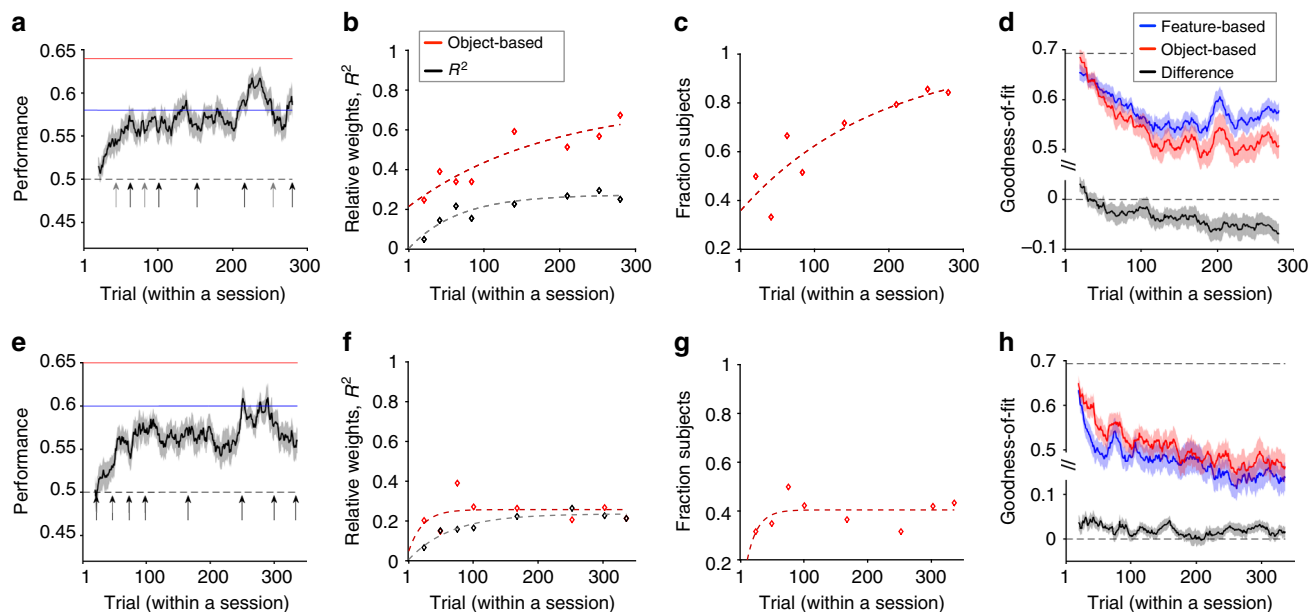 a
Performance
0.65
0.6
0.55
0.5
0.45
1 100 200 300
Trial (within a session)
b
Relative weights, R²
1
0.8
0.6
0.4
0.2
0
Object-based
R²
1 100 200 300
Trial (within a session)
c
Fraction subjects
1
0.8
0.6
0.4
0.2
1 100 200 300
Trial (within a session)
d
Goodness-of-fit
0.7
0.5
0
–0.1
Feature-based
Object-based
Difference
1 100 200 300
Trial (within a session)
e
Performance
0.65
0.6
0.55
0.5
0.45
1 100 200 300
Trial (within a session)
f
Relative weights, R²
1
0.8
0.6
0.4
0.2
0
1 100 200 300
Trial (within a session)
g
Fraction subjects
1
0.8
0.6
0.4
0.2
1 100 200 300
Trial (within a session)
h
Goodness-of-fit
0.7
0.5
0.1
0
1 100 200 300
Trial (within a session)